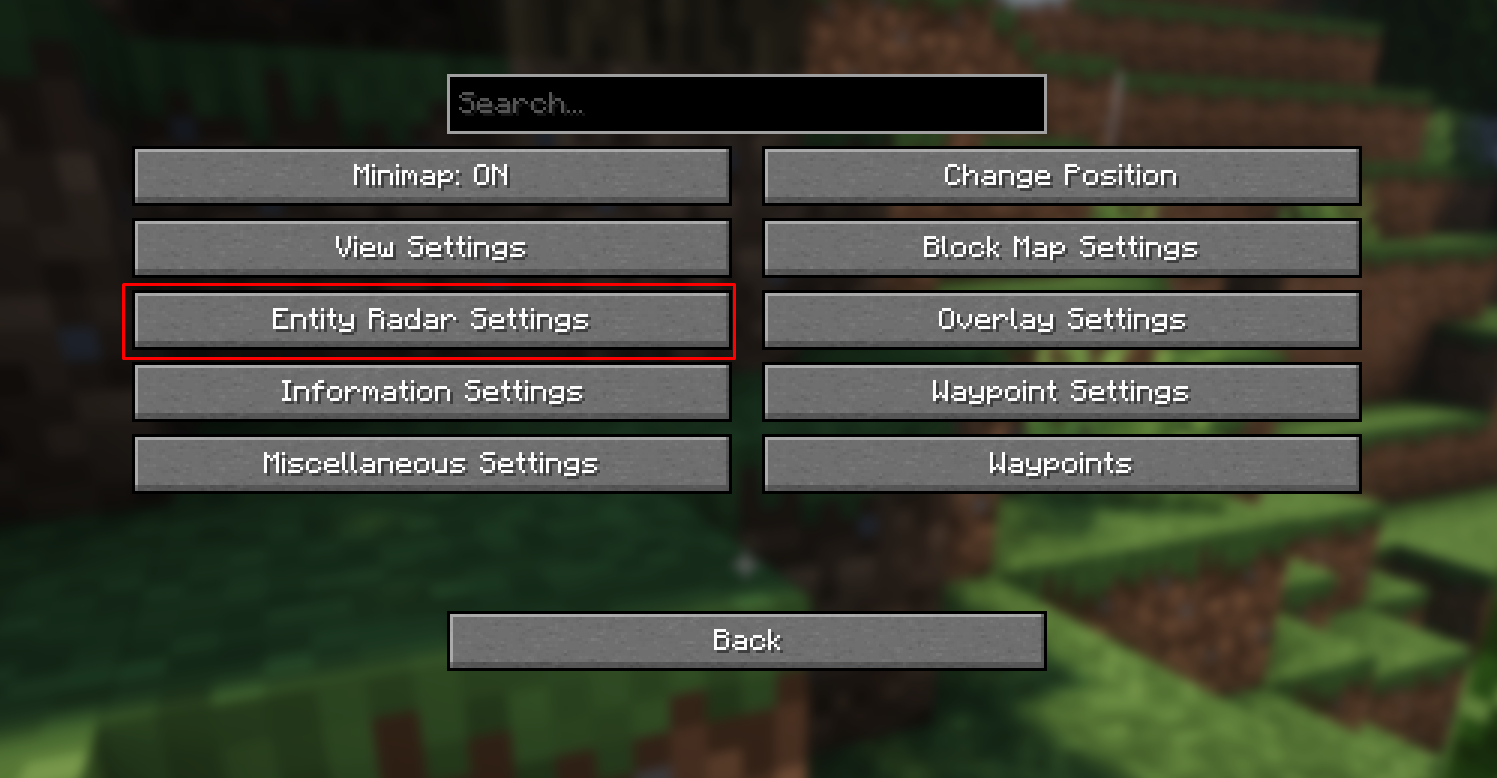 Search...
Minimap: ON
Change Position
View Settings
Block Map Settings
Entity Radar Settings
Overlay Settings
Information Settings
Waypoint Settings
Miscellaneous Settings
Waypoints
Back